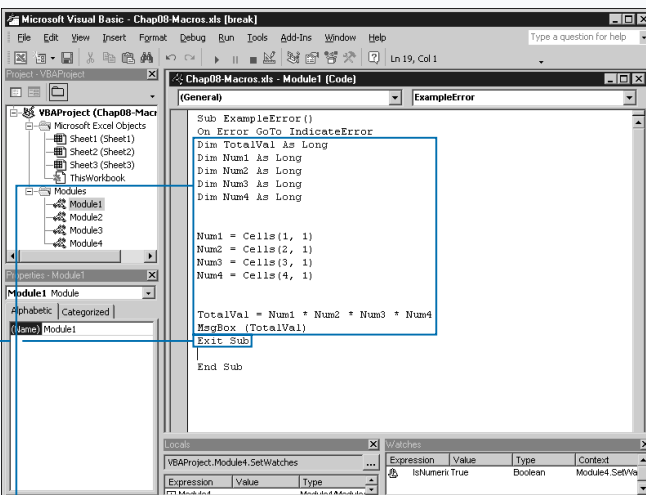 Microsoft Visual Basic - Chap08-Macros.xls [break]
File Edit View Insert Format Debug Run Tools Add-Ins Window Help
Type a question for help
Ln 19, Col 1
Project - VBAProject
VBAProject (Chap08-Macr
Microsoft Excel Objects
Sheet1 (Sheet1)
Sheet2 (Sheet2)
Sheet3 (Sheet3)
ThisWorkbook
Modules
Module1
Module2
Module3
Module4
Properties - Module1
Module1 Module
Alphabetic Categorized
(Name) Module1
Chap08-Macros.xls - Module1 (Code)
(General) ExampleError
Sub ExampleError()
On Error GoTo IndicateError
Dim TotalVal As Long
Dim Num1 As Long
Dim Num2 As Long
Dim Num3 As Long
Dim Num4 As Long
Num1 = Cells(1, 1)
Num2 = Cells(2, 1)
Num3 = Cells(3, 1)
Num4 = Cells(4, 1)
TotalVal = Num1 * Num2 * Num3 * Num4
MsgBox (TotalVal)
Exit Sub
End Sub
Locals
VBAProject.Module4.SetWatches ...
Expression Value Type
Module4 Module4/Module
Watches
Expression Value Type Context
IsNumeric True Boolean Module4.SetWa